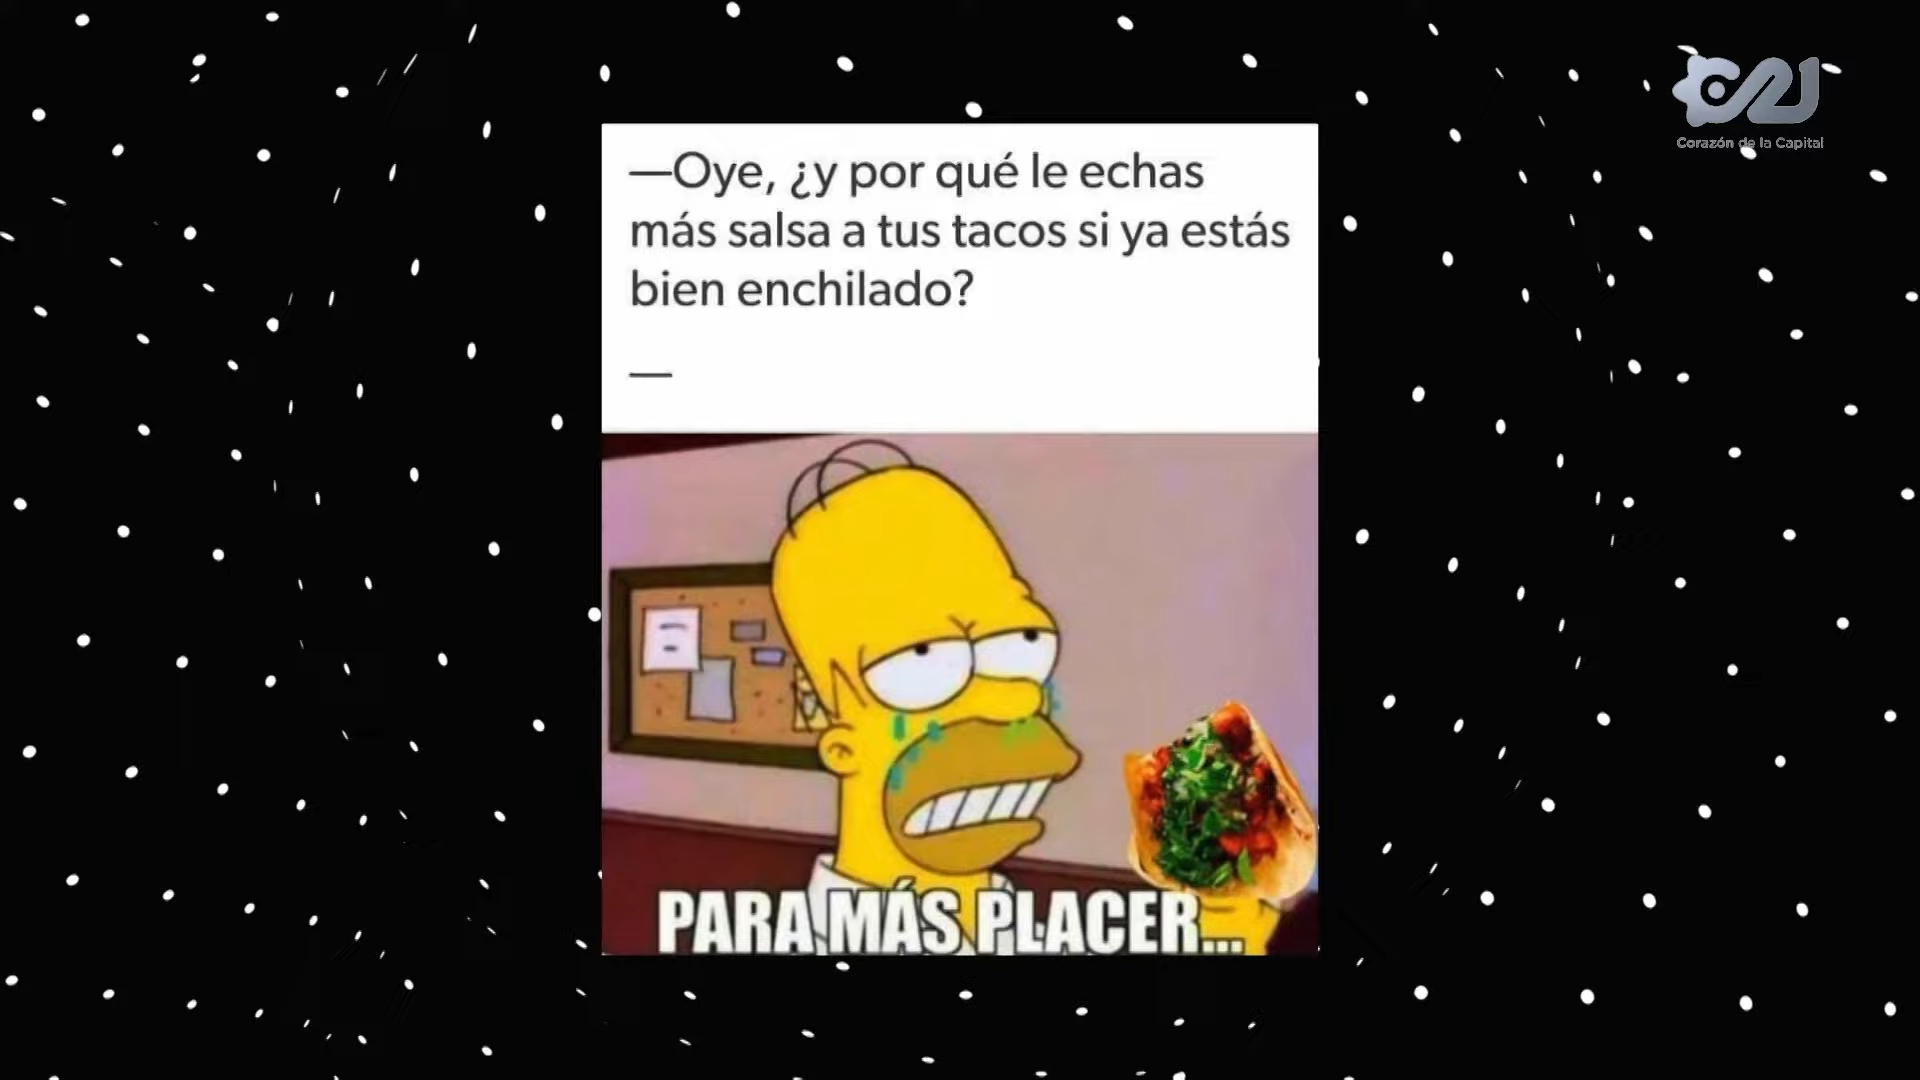 C21
Corazón de la Capital
—Oye, ¿y por qué le echas
más salsa a tus tacos si ya estás
bien enchilado?
—
PARA MÁS PLACER...